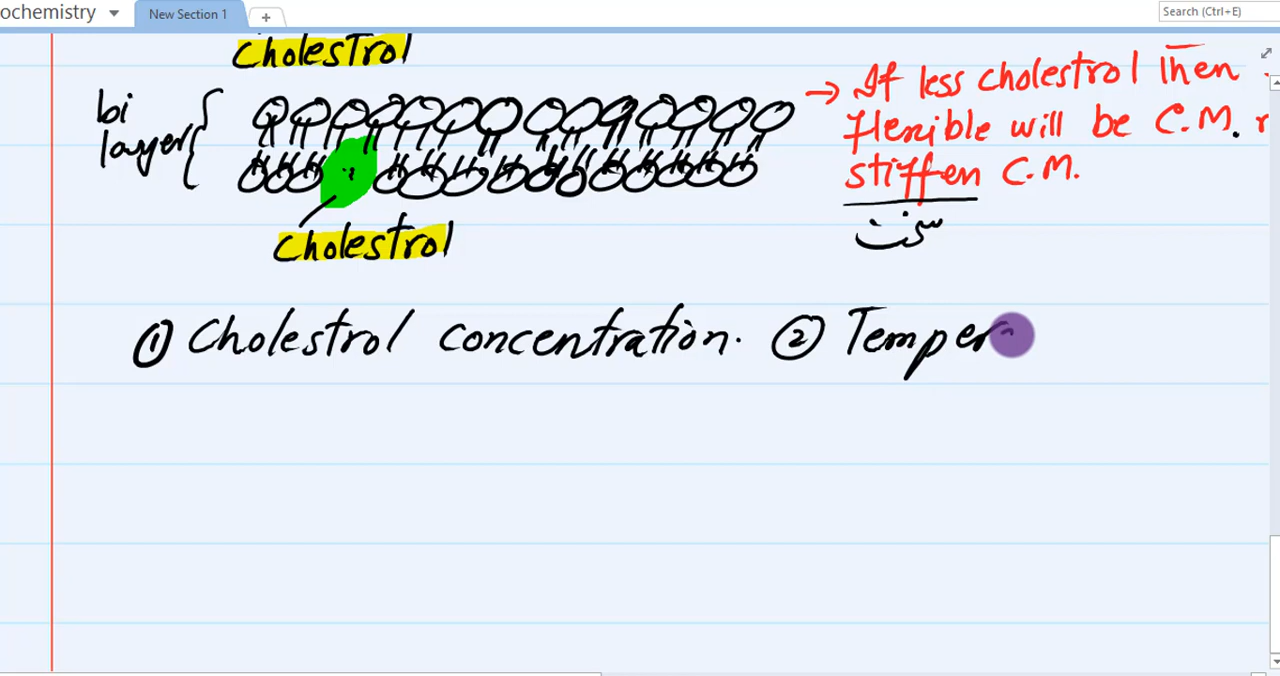 ochemistry
New Section 1
+
Search (Ctrl+E)
Cholestrol
bi
layer
→ If less cholestrol Then
flexible will be C.M.
stiffen C.M.
سخت
Cholestrol
① Cholestrol concentration. ② Temper